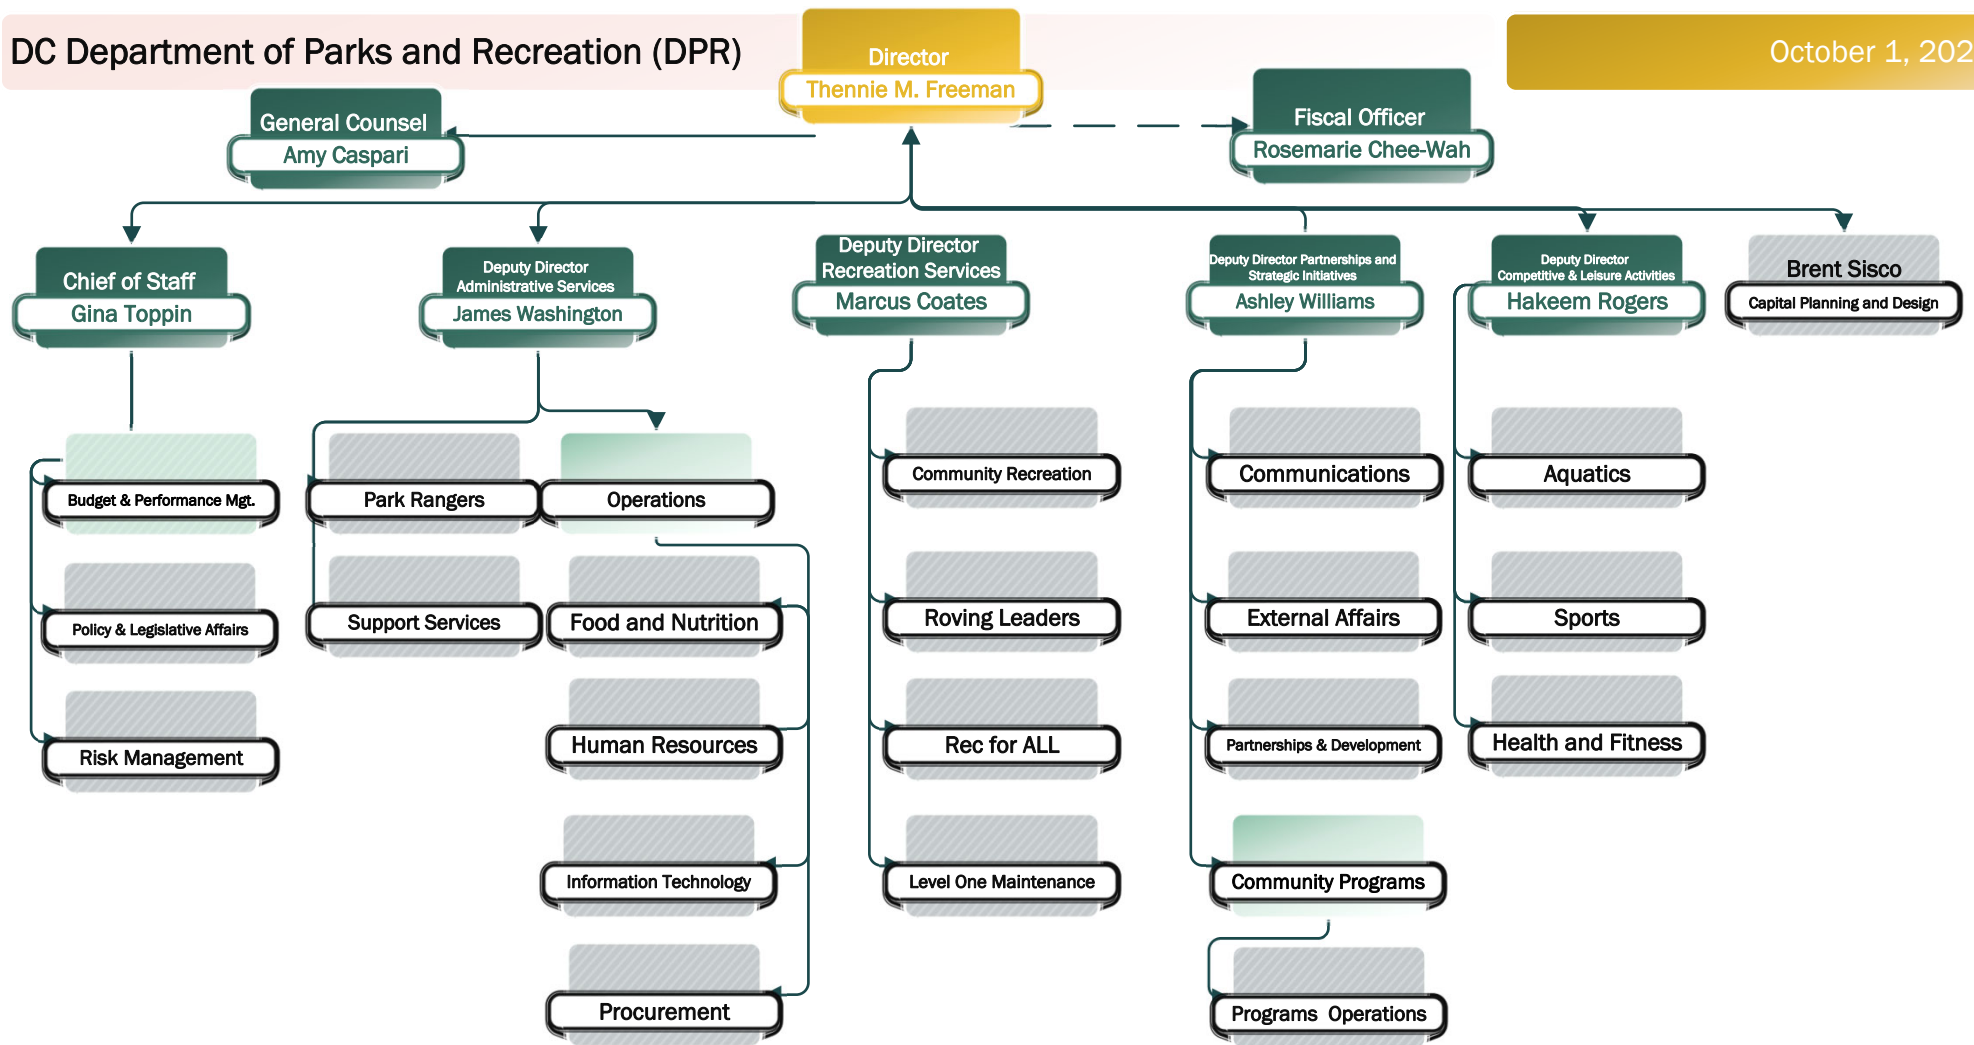 DC Department of Parks and Recreation (DPR)
October 1, 202
Director
Thennie M. Freeman
General Counsel
Amy Caspari
Fiscal Officer
Rosemarie Chee-Wah
Chief of Staff
Gina Toppin
Deputy Director
Administrative Services
James Washington
Deputy Director
Recreation Services
Marcus Coates
Deputy Director Partnerships and
Strategic Initiatives
Ashley Williams
Deputy Director
Competitive & Leisure Activities
Hakeem Rogers
Brent Sisco
Capital Planning and Design
Budget & Performance Mgt.
Policy & Legislative Affairs
Risk Management
Park Rangers
Support Services
Operations
Food and Nutrition
Human Resources
Information Technology
Procurement
Community Recreation
Roving Leaders
Rec for ALL
Level One Maintenance
Communications
External Affairs
Partnerships & Development
Community Programs
Programs Operations
Aquatics
Sports
Health and Fitness